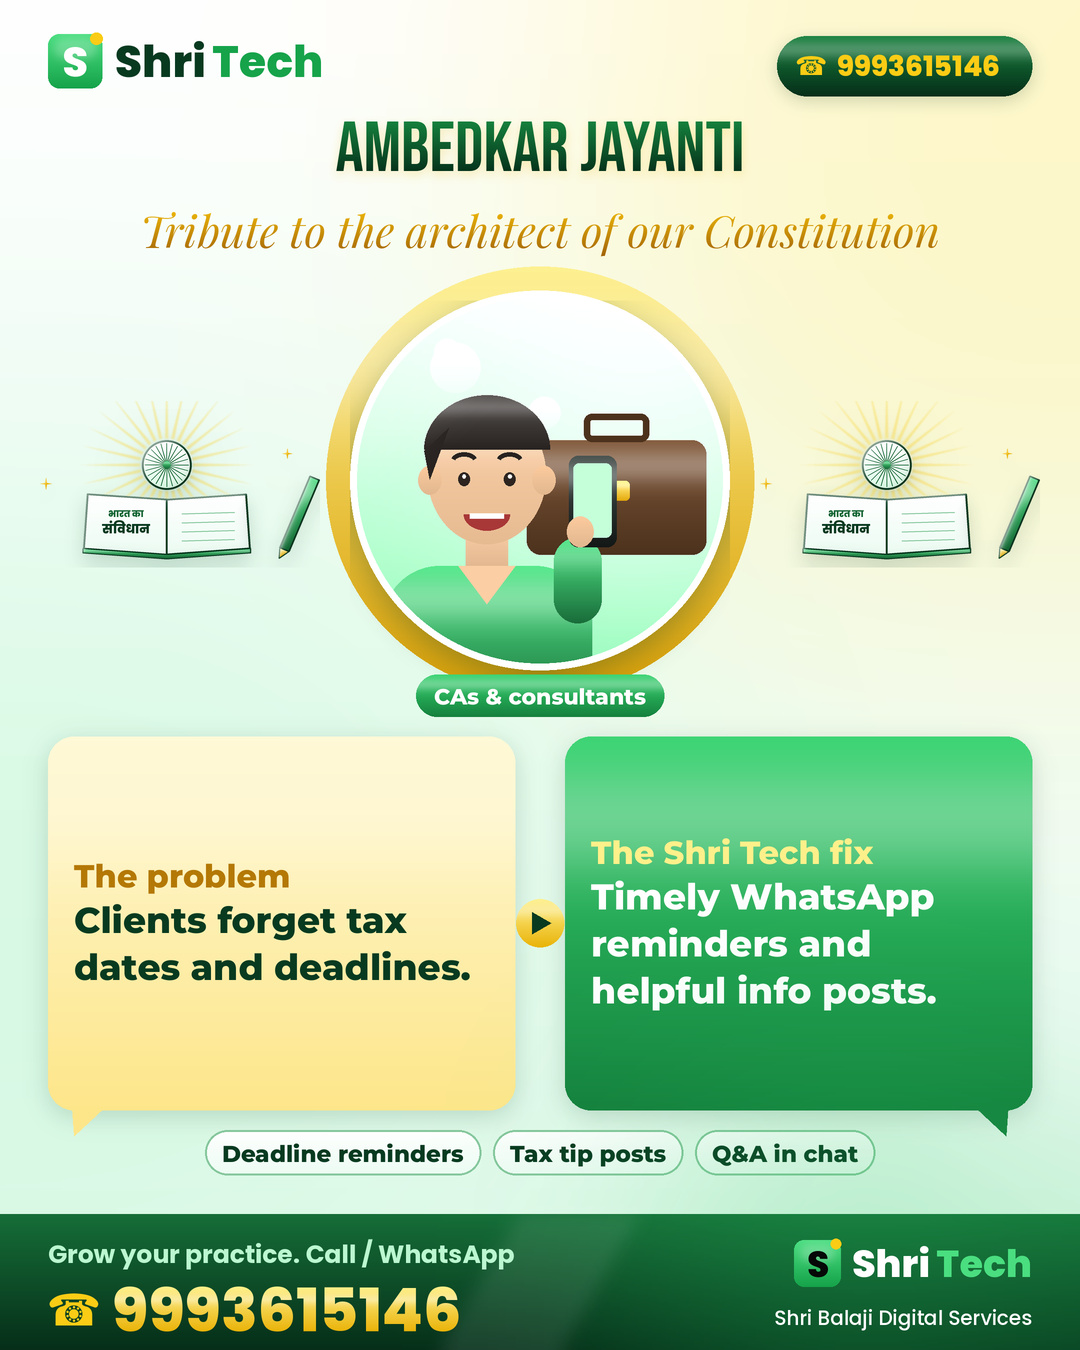 S Shri Tech
☎ 9993615146
AMBEDKAR JAYANTI
Tribute to the architect of our Constitution
भारत का
संविधान
भारत का
संविधान
CAs & consultants
The problem
Clients forget tax
dates and deadlines.
The Shri Tech fix
Timely WhatsApp
reminders and
helpful info posts.
Deadline reminders
Tax tip posts
Q&A in chat
Grow your practice. Call / WhatsApp
☎ 9993615146
S Shri Tech
Shri Balaji Digital Services